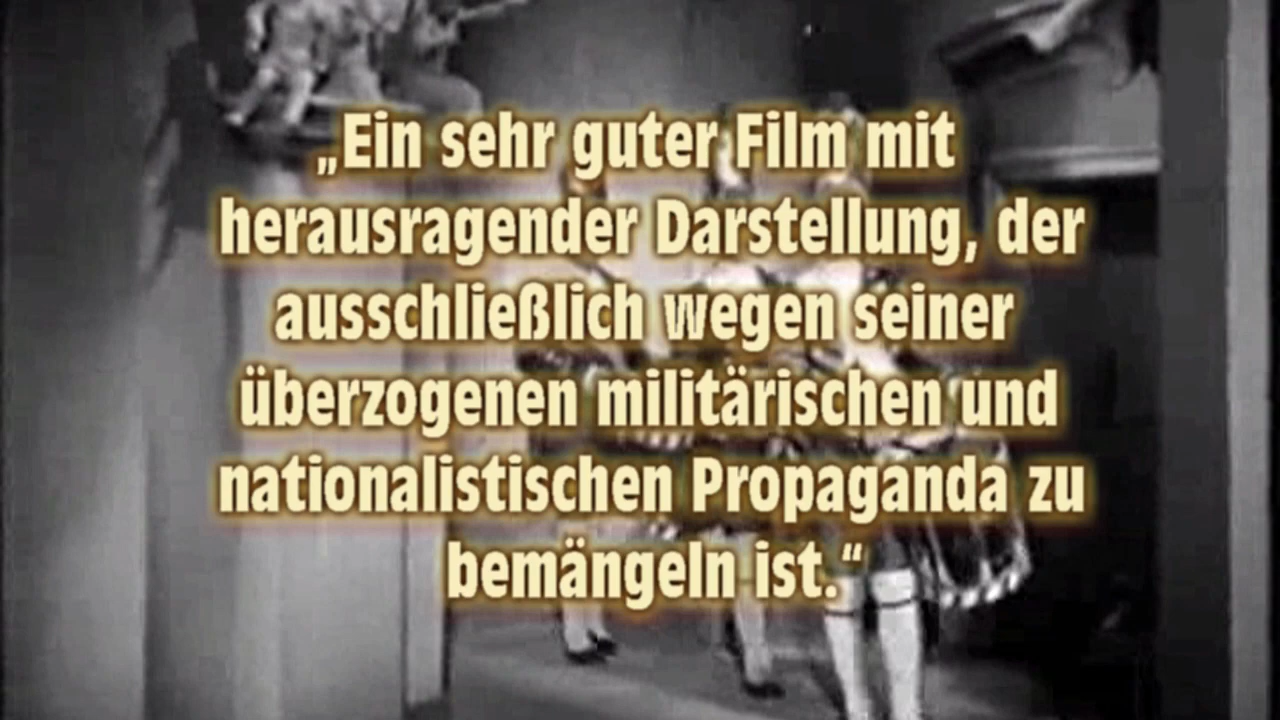 „Ein sehr guter Film mit
herausragender Darstellung, der
ausschließlich wegen seiner
überzogenen militärischen und
nationalistischen Propaganda zu
bemängeln ist.“